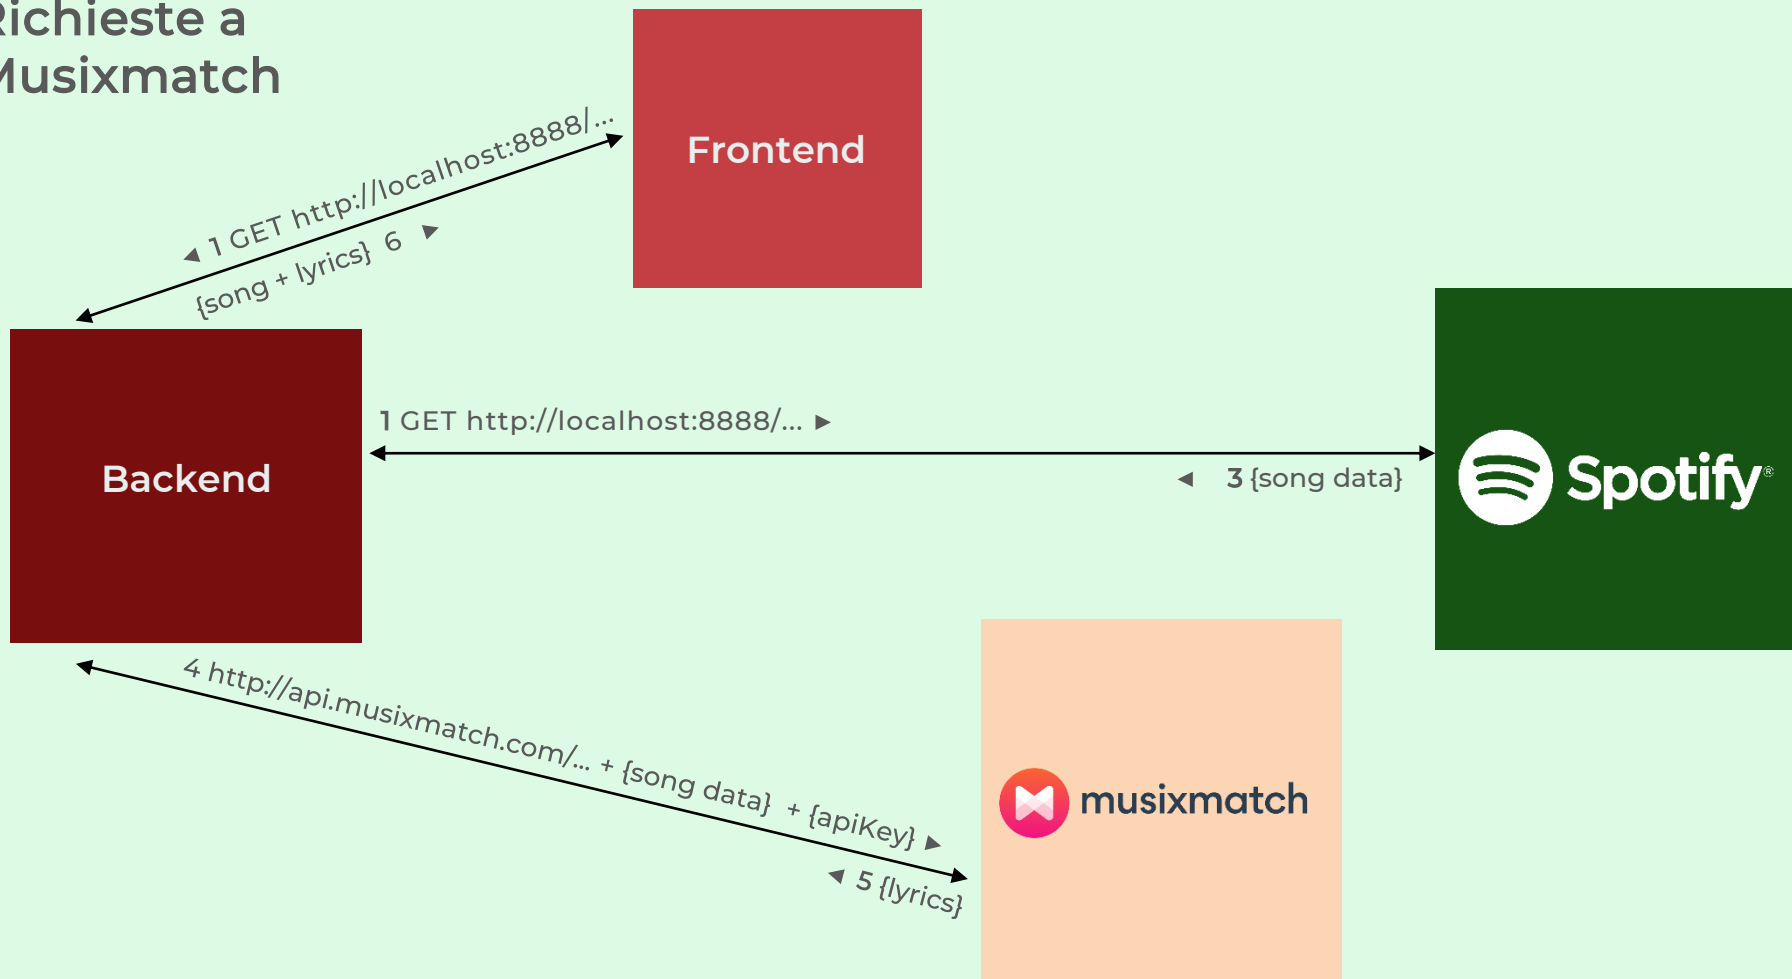 Richieste a
Musixmatch
Frontend
◄ 1 GET http://localhost:8888/...
{song + lyrics} 6 ►
Backend
1 GET http://localhost:8888/... ►
◄ 3 {song data}
Spotify®
4 http://api.musixmatch.com/... + {song data} + {apiKey} ►
◄ 5 {lyrics}
musixmatch